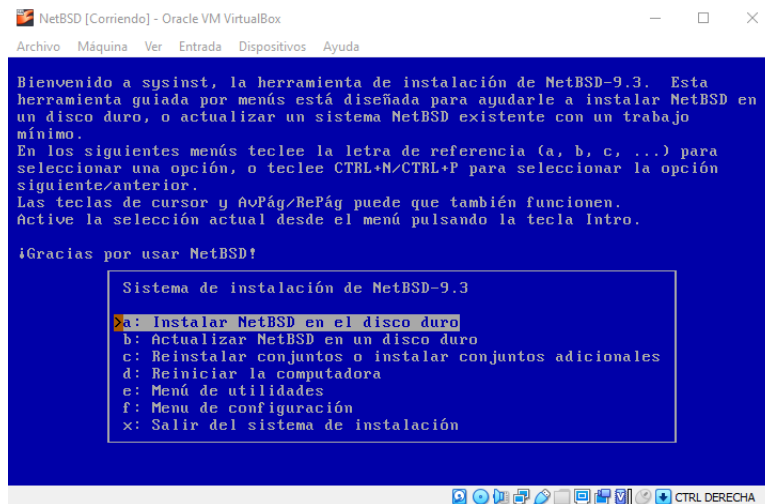 NetBSD [Corriendo] - Oracle VM VirtualBox
Archivo Máquina Ver Entrada Dispositivos Ayuda
Bienvenido a sysinst, la herramienta de instalación de NetBSD-9.3. Esta
herramienta guiada por menús está diseñada para ayudarle a instalar NetBSD en
un disco duro, o actualizar un sistema NetBSD existente con un trabajo
mínimo.
En los siguientes menús teclee la letra de referencia (a, b, c, ...) para
seleccionar una opción, o teclee CTRL+N/CTRL+P para seleccionar la opción
siguiente/anterior.
Las teclas de cursor y AvPág/RePág puede que también funcionen.
Active la selección actual desde el menú pulsando la tecla Intro.
¡Gracias por usar NetBSD!
Sistema de instalación de NetBSD-9.3
>a: Instalar NetBSD en el disco duro
b: Actualizar NetBSD en un disco duro
c: Reinstalar conjuntos o instalar conjuntos adicionales
d: Reiniciar la computadora
e: Menú de utilidades
f: Menu de configuración
x: Salir del sistema de instalación
CTRL DERECHA